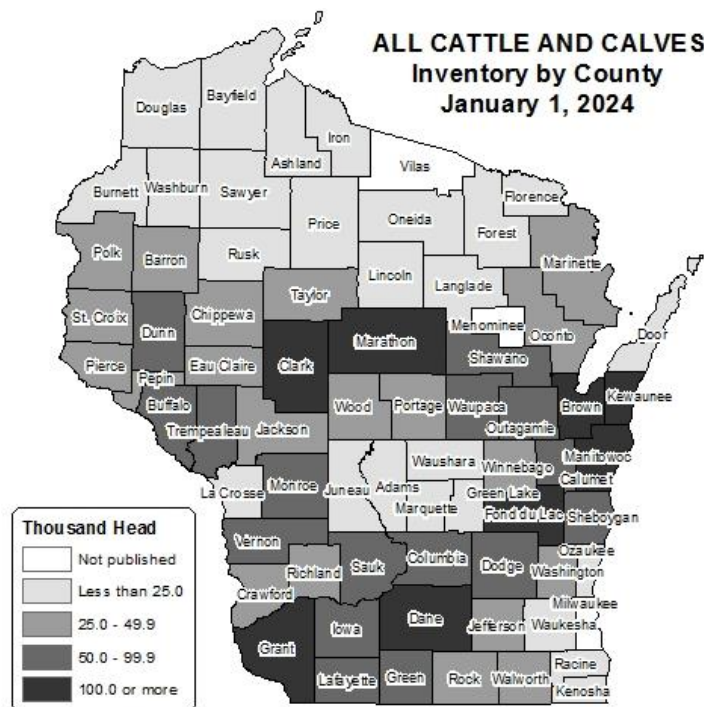 ALL CATTLE AND CALVES
Inventory by County
January 1, 2024
Douglas
Bayfield
Iron
Ashland
Vilas
Burnett
Washburn
Sawyer
Florence
Price
Oneida
Forest
Polk
Barron
Rusk
Lincoln
Langlade
Marinette
Taylor
St. Croix
Dunn
Chippewa
Menominee
Oconto
Door
Marathon
Shawano
Pierce
Pepin
Eau Claire
Clark
Buffalo
Trempealeau
Jackson
Wood
Portage
Waupaca
Outagamie
Brown
Kewaunee
Waushara
Winnebago
Manitowoc
Calumet
La Crosse
Monroe
Juneau
Adams
Marquette
Green Lake
Fond du Lac
Sheboygan
Vernon
Richland
Sauk
Columbia
Dodge
Ozaukee
Washington
Crawford
Milwaukee
Iowa
Dane
Jefferson
Waukesha
Grant
Lafayette
Green
Rock
Walworth
Racine
Kenosha
Thousand Head
Not published
Less than 25.0
25.0 - 49.9
50.0 - 99.9
100.0 or more